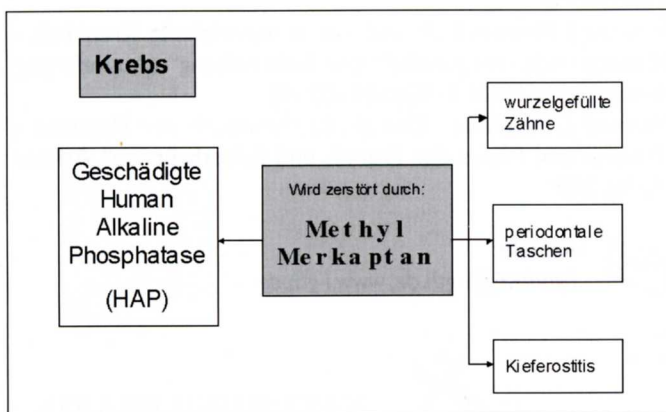 Krebs
Geschädigte
Human
Alkaline
Phosphatase
(HAP)
Wird zerstört durch:
Methyl
Merkaptan
wurzelgefüllte
Zähne
periodontale
Taschen
Kieferostitis